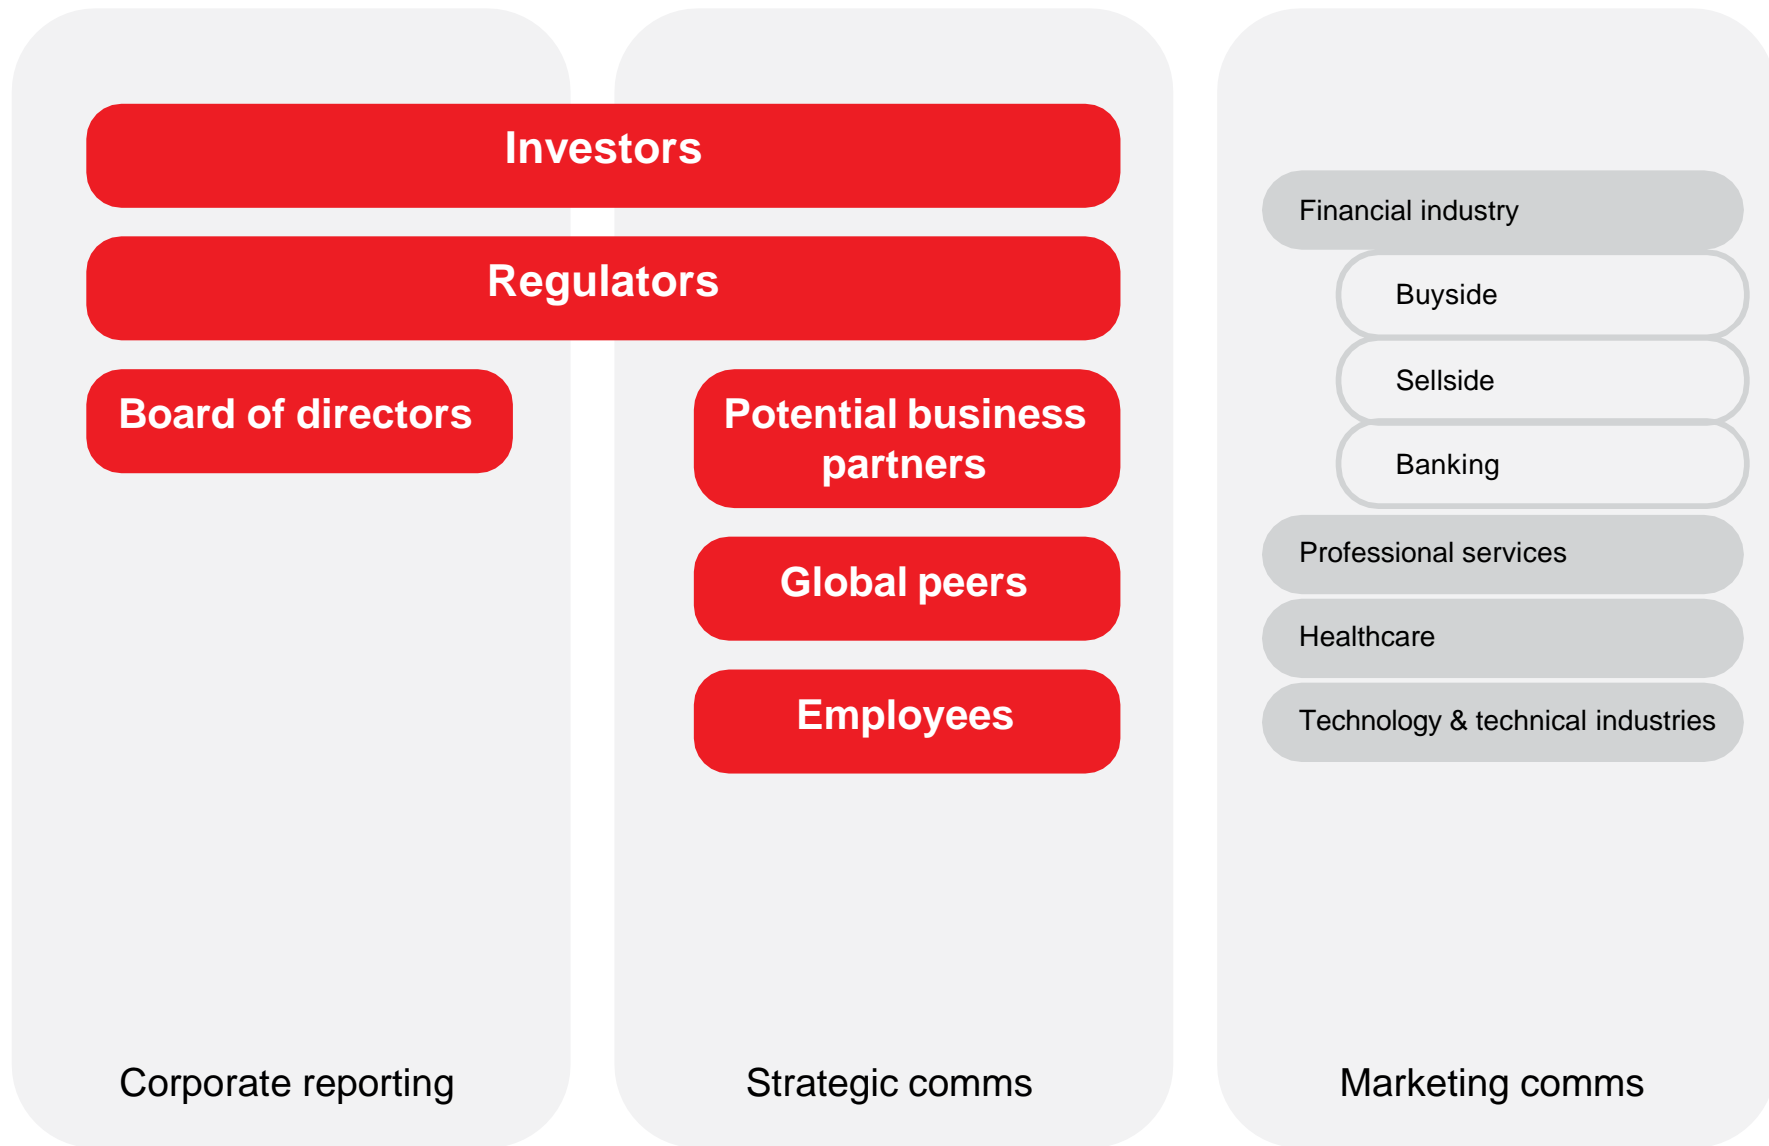 Investors
Regulators
Board of directors
Potential business
partners
Global peers
Employees
Corporate reporting
Strategic comms
Financial industry
Buyside
Sellside
Banking
Professional services
Healthcare
Technology & technical industries
Marketing comms